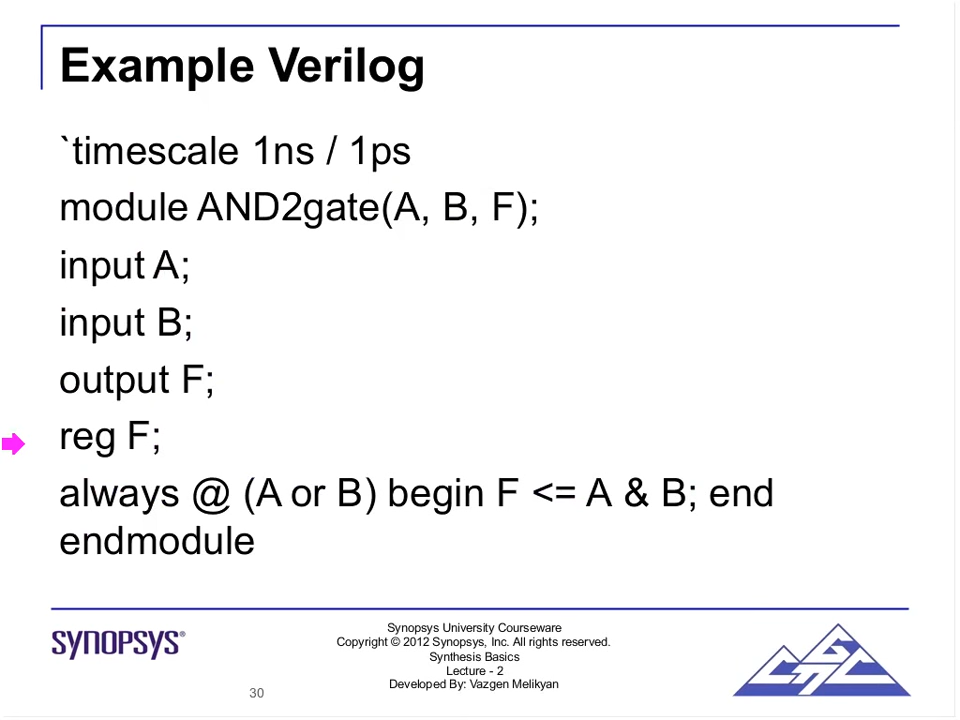 Example Verilog
`timescale 1ns / 1ps
module AND2gate(A, B, F);
input A;
input B;
output F;
reg F;
always @ (A or B) begin F <= A & B; end
endmodule
SYNOPSYS®
Synopsys University Courseware
Copyright © 2012 Synopsys, Inc. All rights reserved.
Synthesis Basics
Lecture - 2
Developed By: Vazgen Melikyan
30